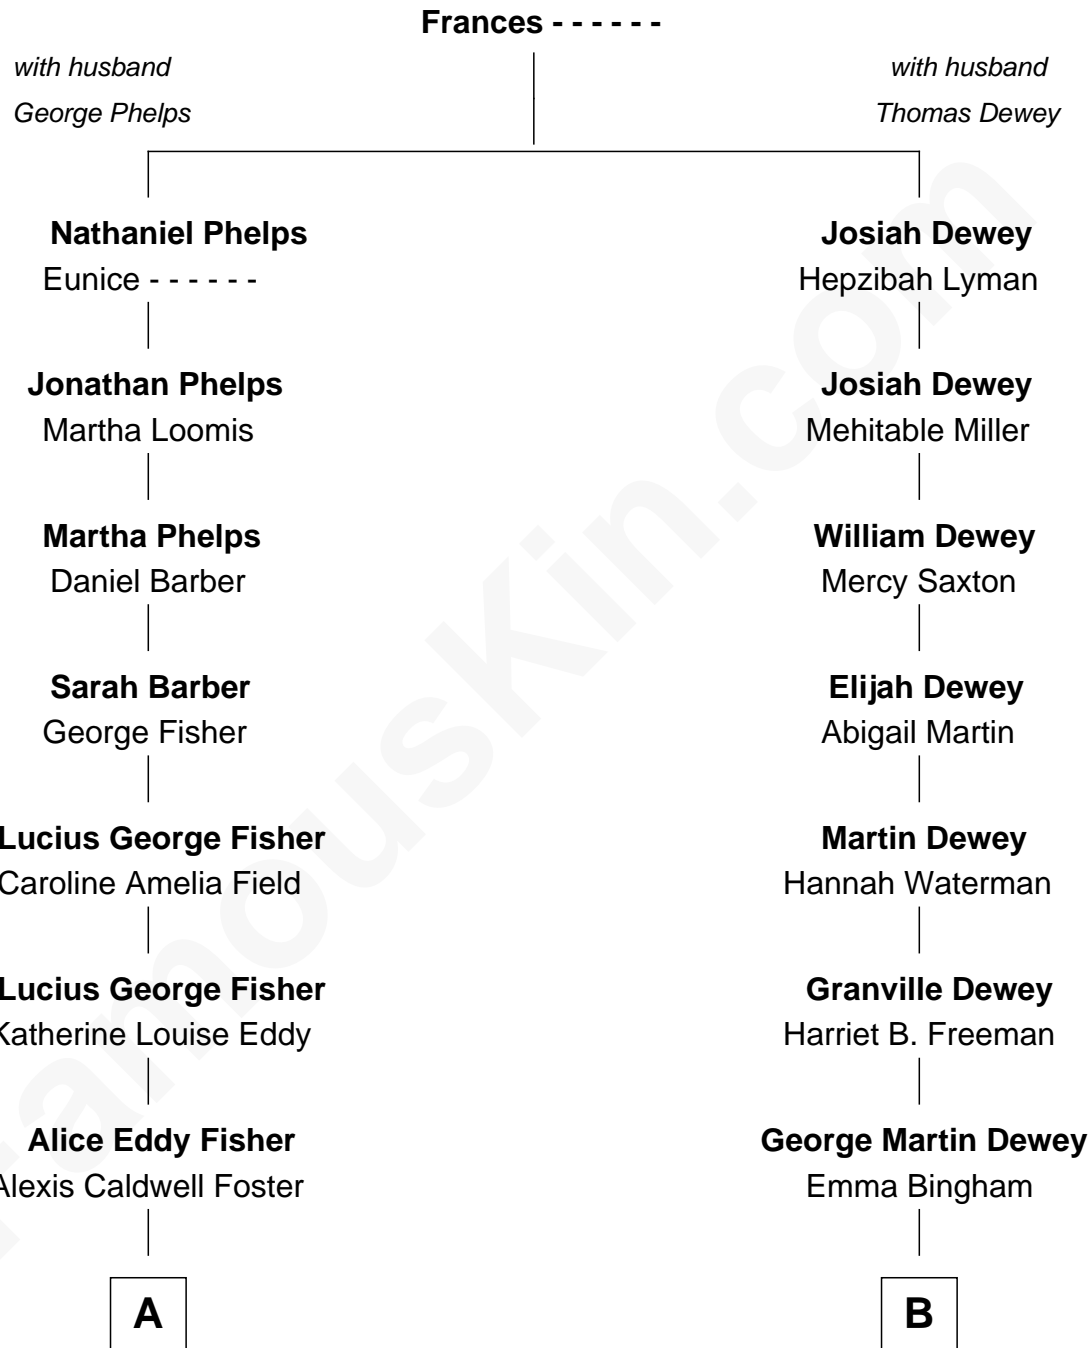 Frances - - - - - -
with husband
George Phelps
with husband
Thomas Dewey
Nathaniel Phelps
Eunice - - - - - -
Josiah Dewey
Hepzibah Lyman
Jonathan Phelps
Martha Loomis
Josiah Dewey
Mehitable Miller
Martha Phelps
Daniel Barber
William Dewey
Mercy Saxton
Sarah Barber
George Fisher
Elijah Dewey
Abigail Martin
Lucius George Fisher
Caroline Amelia Field
Martin Dewey
Hannah Waterman
Lucius George Fisher
Katherine Louise Eddy
Granville Dewey
Harriet B. Freeman
Alice Eddy Fisher
Alexis Caldwell Foster
George Martin Dewey
Emma Bingham
A
B
FamousKin.com